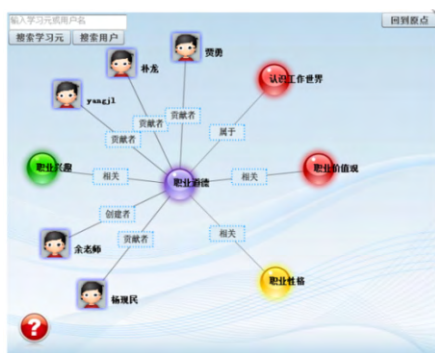 输入学习元或用户名
回到原点
搜索学习元 搜索用户
贾勇
朴龙
认识工作世界
ysngjl
贡献者
贡献者
贡献者
属于
职业兴趣
相关
职业道德
相关
职业价值观
创建者
余老师
贡献者
相关
职业性格
杨现民
?